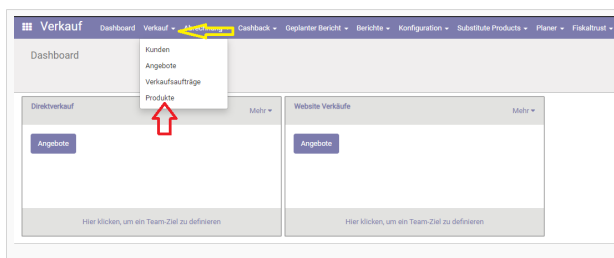 Verkauf Dashboard Verkauf Abrechnung Cashback Geplanter Bericht Berichte Konfiguration Substitute Products Planer Fiskaltrust
Dashboard
Kunden
Angebote
Verkaufsaufträge
Produkte
Direktverkauf Mehr
Angebote
Hier klicken, um ein Team-Ziel zu definieren
Website Verkäufe Mehr
Angebote
Hier klicken, um ein Team-Ziel zu definieren